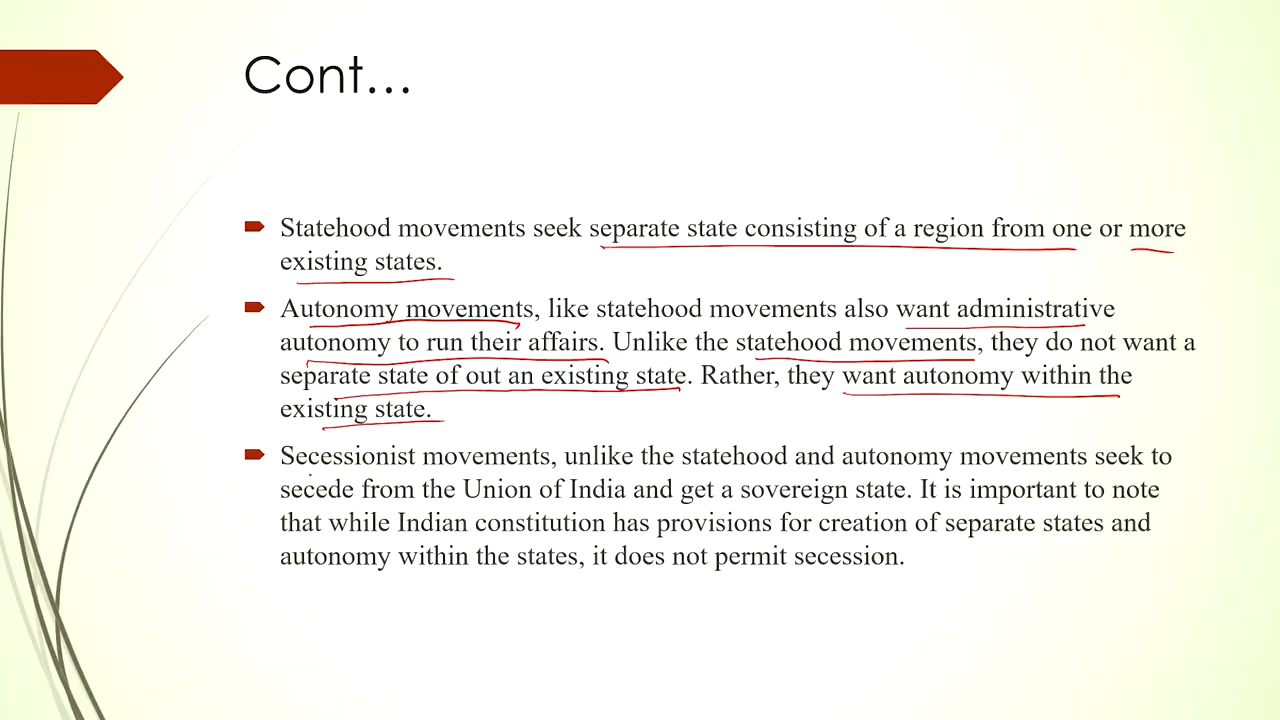 Cont…
Statehood movements seek separate state consisting of a region from one or more
existing states.
Autonomy movements, like statehood movements also want administrative
autonomy to run their affairs. Unlike the statehood movements, they do not want a
separate state of out an existing state. Rather, they want autonomy within the
existing state.
Secessionist movements, unlike the statehood and autonomy movements seek to
secede from the Union of India and get a sovereign state. It is important to note
that while Indian constitution has provisions for creation of separate states and
autonomy within the states, it does not permit secession.